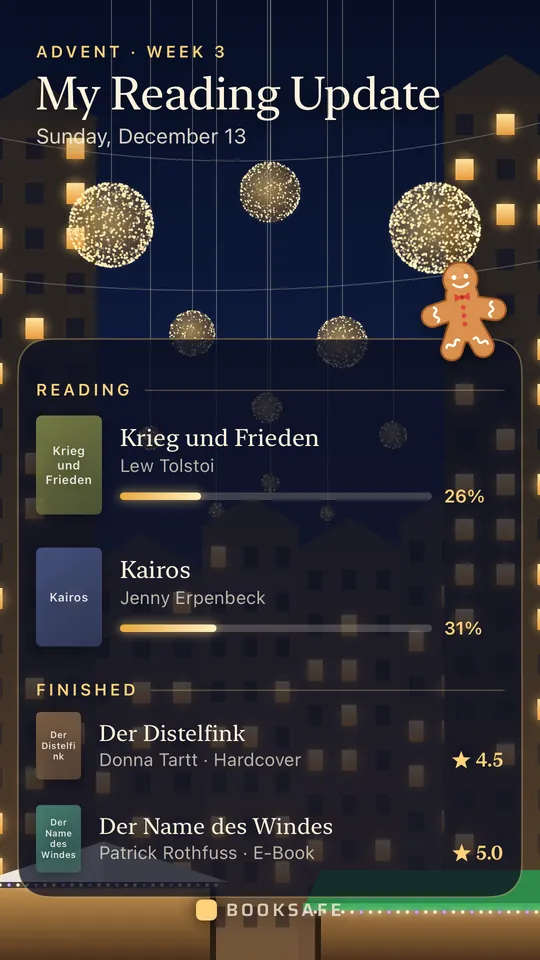 ADVENT · WEEK 3
My Reading Update
Sunday, December 13
READING
Krieg
und
Frieden
Krieg und Frieden
Lew Tolstoi
26%
Kairos
Kairos
Jenny Erpenbeck
31%
FINISHED
Der
Distelfi
nk
Der Distelfink
Donna Tartt · Hardcover
★ 4.5
Der
Name
des
Windes
Der Name des Windes
Patrick Rothfuss · E-Book
★ 5.0
BOOKSAFE